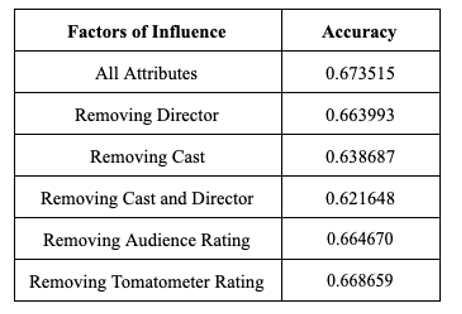 Factors of Influence Accuracy
All Attributes 0.673515
Removing Director 0.663993
Removing Cast 0.638687
Removing Cast and Director 0.621648
Removing Audience Rating 0.664670
Removing Tomatometer Rating 0.668659